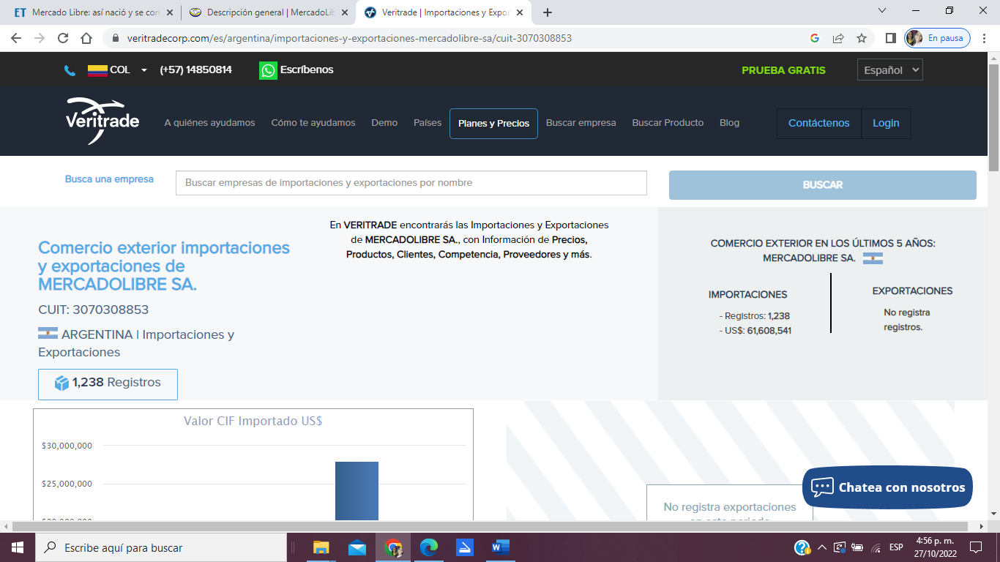 Mercado Libre: así nació y se con
Descripción general | MercadoLib
Veritrade | Importaciones y Expor
veritradecorp.com/es/argentina/importaciones-y-exportaciones-mercadolibre-sa/cuit-3070308853
En pausa
COL
(+57) 14850814
Escríbenos
PRUEBA GRATIS
Español
Veritrade
A quiénes ayudamos
Cómo te ayudamos
Demo
Países
Planes y Precios
Buscar empresa
Buscar Producto
Blog
Contáctenos
Login
Busca una empresa
Buscar empresas de importaciones y exportaciones por nombre
BUSCAR
Comercio exterior importaciones
y exportaciones de
MERCADOLIBRE SA.
CUIT: 3070308853
ARGENTINA | Importaciones y
Exportaciones
1,238 Registros
En VERITRADE encontrarás las Importaciones y Exportaciones
de MERCADOLIBRE SA., con Información de Precios,
Productos, Clientes, Competencia, Proveedores y más.
COMERCIO EXTERIOR EN LOS ÚLTIMOS 5 AÑOS:
MERCADOLIBRE SA.
IMPORTACIONES
- Registros: 1,238
- US$: 61,608,541
EXPORTACIONES
No registra
registros.
Valor CIF Importado US$
$30,000,000
$25,000,000
No registra exportaciones
Chatea con nosotros
Escribe aquí para buscar
ESP
4:56 p. m.
27/10/2022